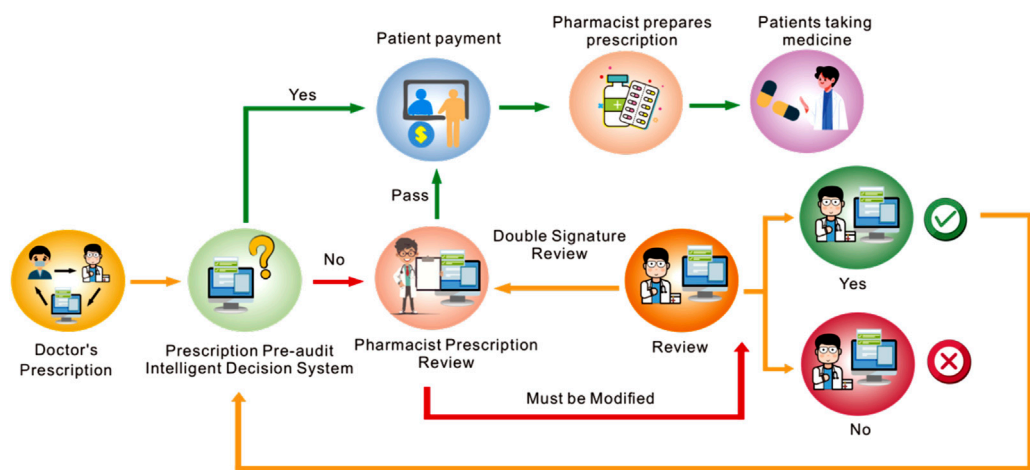 Patient payment
Pharmacist prepares
prescription
Patients taking
medicine
Yes
Pass
Double Signature
Review
No
Yes
Doctor's
Prescription
Prescription Pre-audit
Intelligent Decision System
Pharmacist Prescription
Review
Review
Must be Modified
No